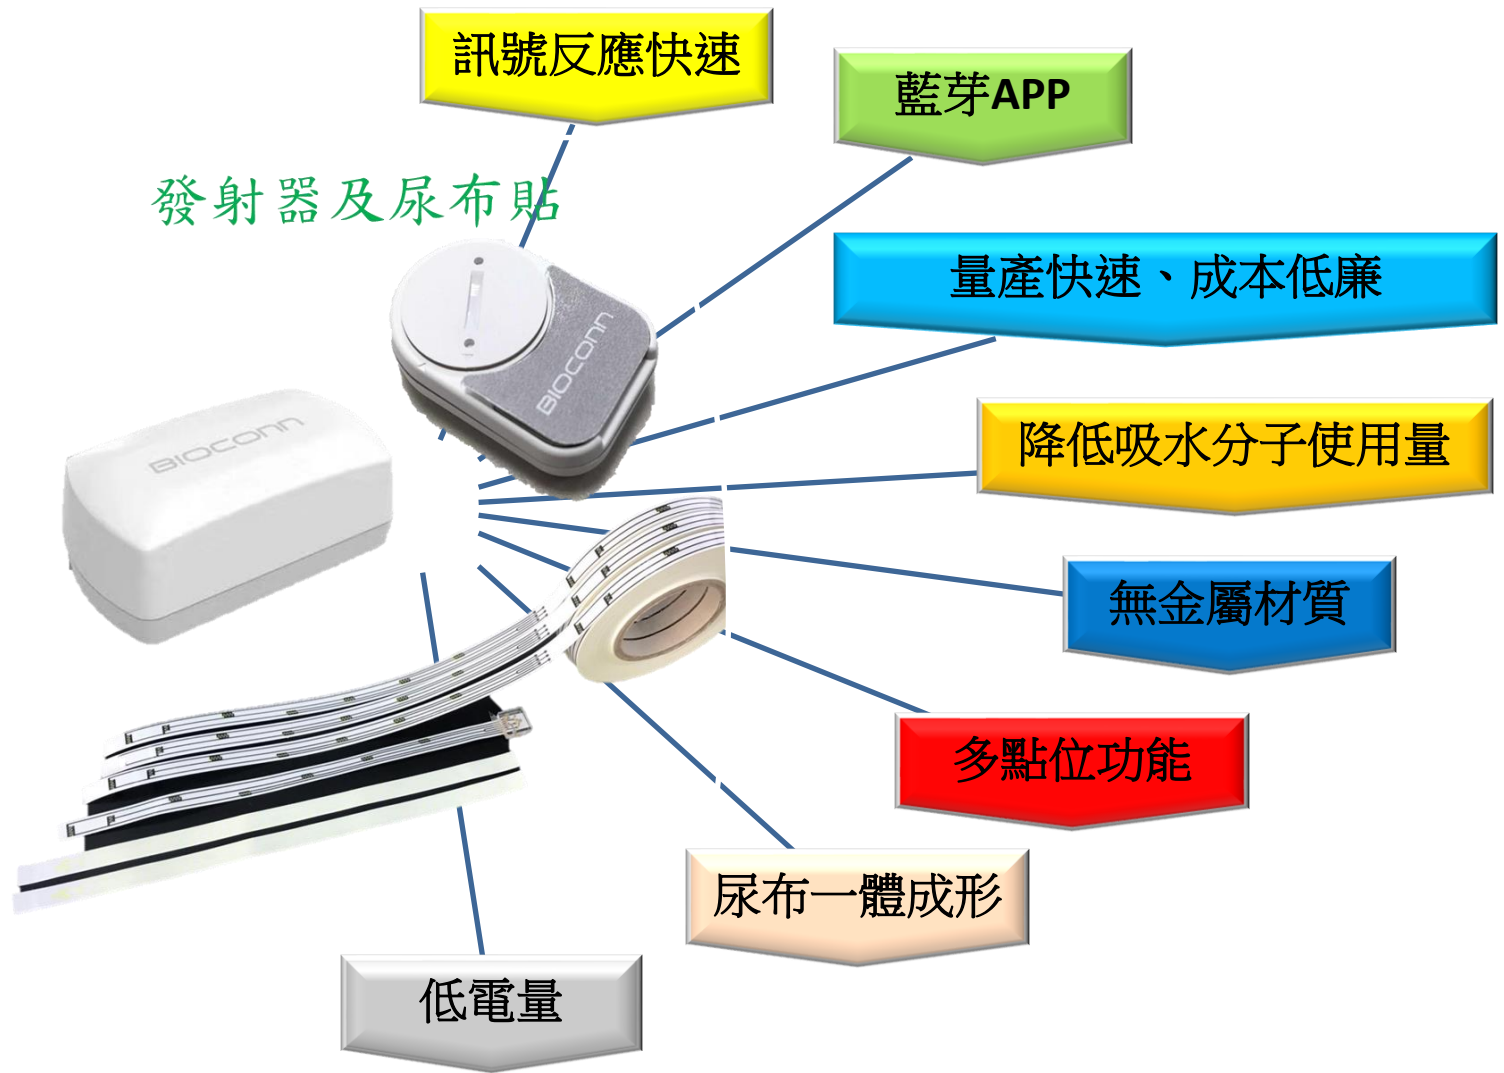 訊號反應快速
藍芽APP
發射器及尿布貼
量產快速、成本低廉
BIOCONN
降低吸水分子使用量
BIOCONN
無金屬材質
多點位功能
尿布一體成形
低電量